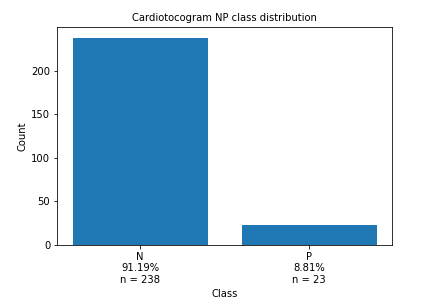 Cardiotocogram NP class distribution
Count
200
150
100
50
0
N P
91.19% 8.81%
n = 238 n = 23
Class